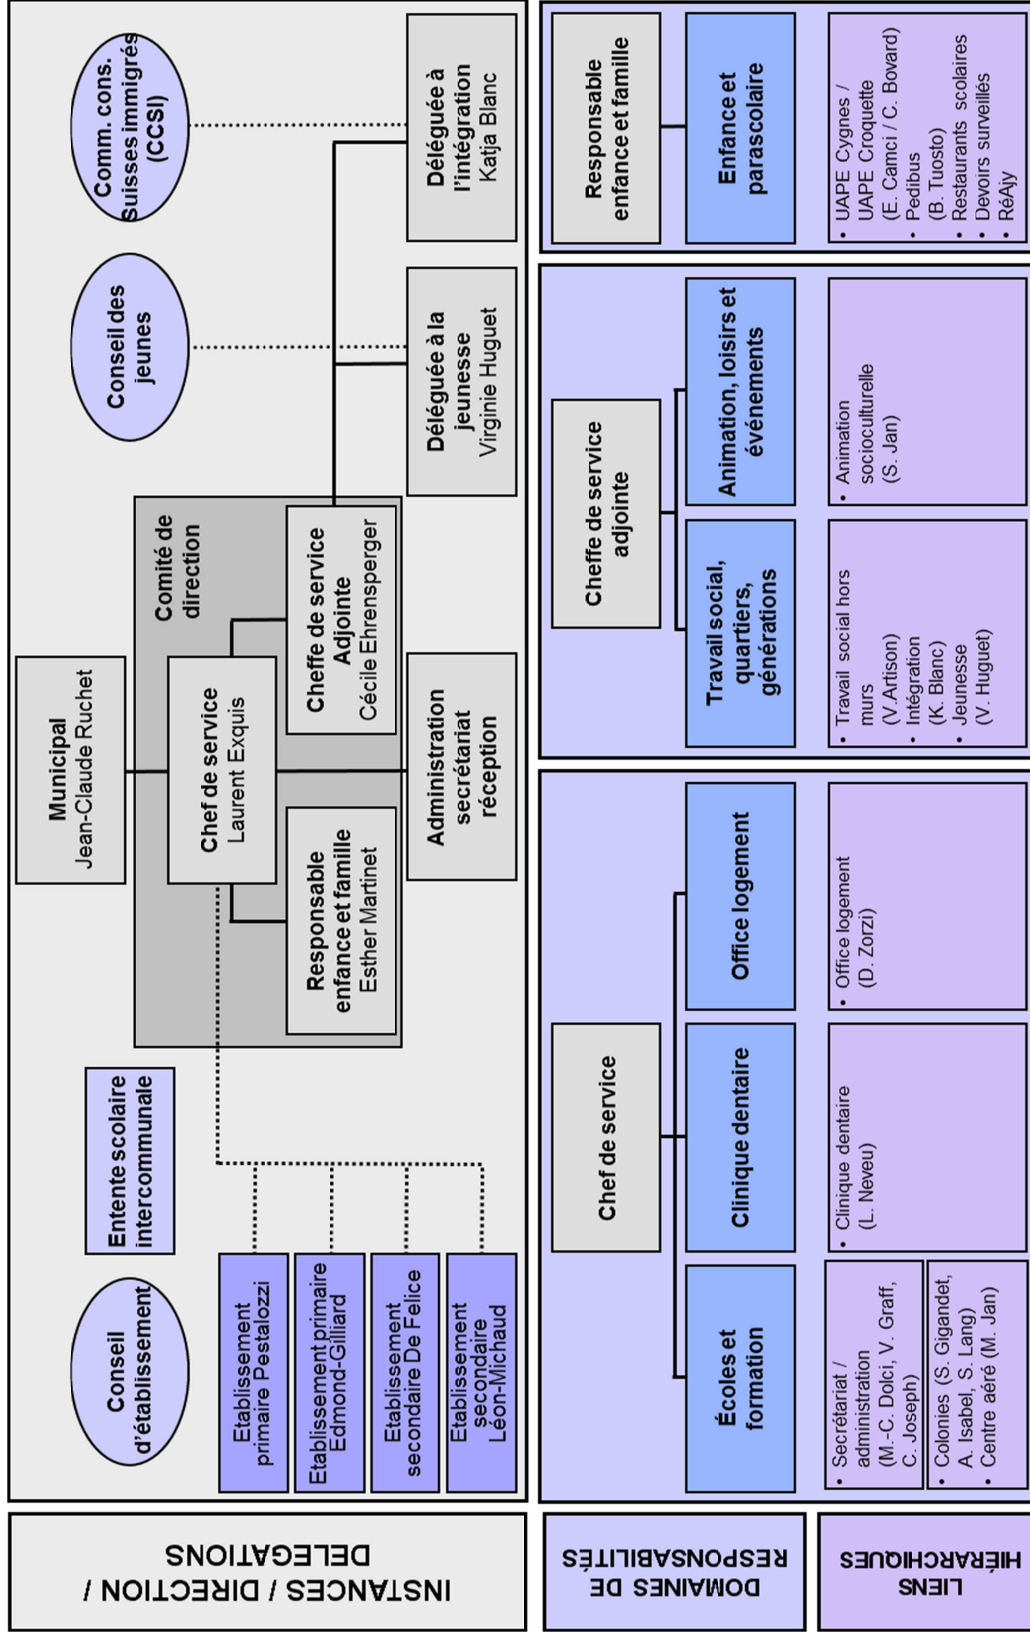 INSTANCES / DIRECTION /
DELEGATIONS
Conseil
d'établissement
Entente scolaire
intercommunale
Municipal
Jean-Claude Ruchet
Conseil des
jeunes
Comm. cons.
Suisses immigrés
(CCSI)
Comité de
direction
Chef de service
Laurent Exquis
Responsable
enfance et famille
Esther Martinet
Cheffe de service
Adjointe
Cécile Ehrensperger
Etablissement
primaire Pestalozzi
Etablissement primaire
Edmond-Gilliard
Etablissement
secondaire De Felice
Etablissement
secondaire
Léon-Michaud
Administration
secrétariat
réception
Déléguée à la
jeunesse
Virginie Huguet
Déléguée à
l'intégration
Katja Blanc
DOMAINES DE
RESPONSABILITÉS
Chef de service
Écoles et
formation
Clinique dentaire
Office logement
Cheffe de service
adjointe
Travail social,
quartiers,
générations
Animation, loisirs et
événements
Responsable
enfance et famille
Enfance et
parascolaire
LIENS
HIÉRARCHIQUES
• Secrétariat /
administration
(M.-C. Dolci, V. Graff,
C. Joseph)
• Colonies (S. Gigandet,
A. Isabel, S. Lang)
• Centre aéré (M. Jan)
• Clinique dentaire
(L. Neveu)
• Office logement
(D. Zorzi)
• Travail social hors
murs
(V.Artison)
• Intégration
(K. Blanc)
• Jeunesse
(V. Huguet)
• Animation
socioculturelle
(S. Jan)
• UAPE Cygnes /
UAPE Croquette
(E. Camci / C. Bovard)
• Pedibus
(B. Tuosto)
• Restaurants scolaires
• Devoirs surveillés
• RéAjy